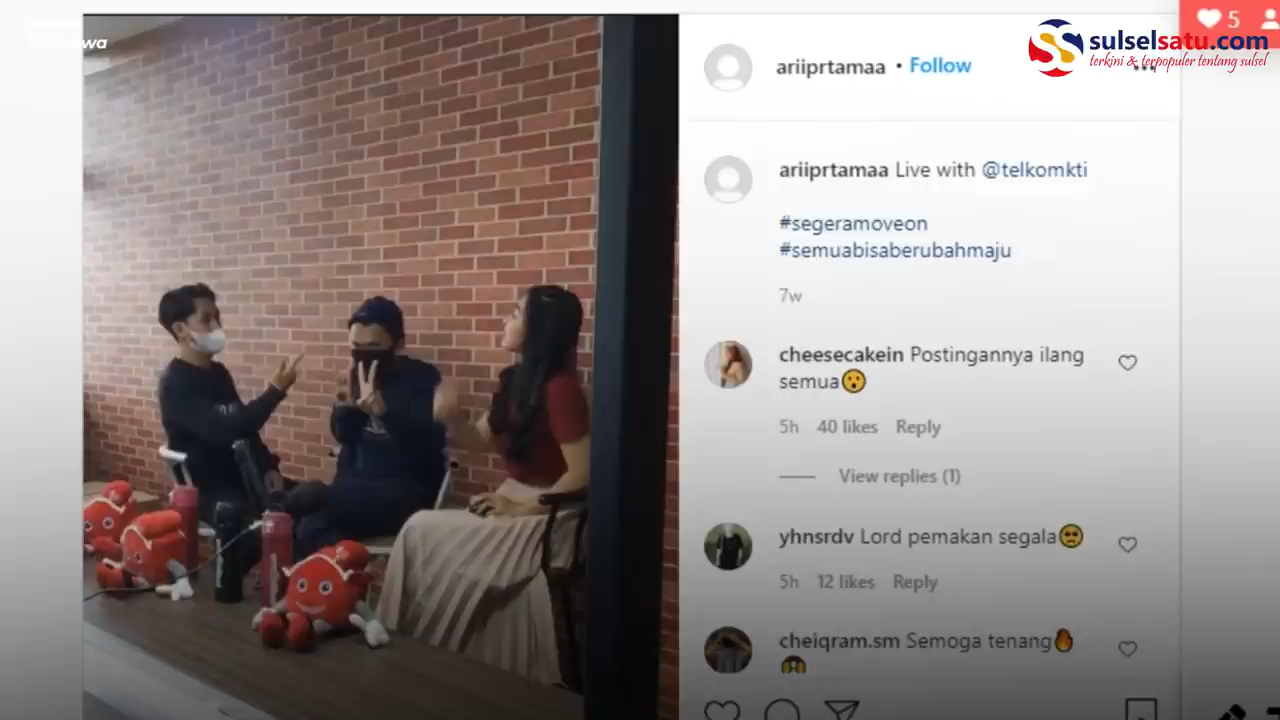 5
sulselsatu.com
terkini & terpopuler tentang sulsel
ariiprtamaa • Follow
ariiprtamaa Live with @telkomkti
#segeramoveon
#semuabisaberubahmaju
7w
cheesecakein Postingannya ilang
semua😮
5h 40 likes Reply
View replies (1)
yhnsrdv Lord pemakan segala🥺
5h 12 likes Reply
cheiqram.sm Semoga tenang🔥
😭